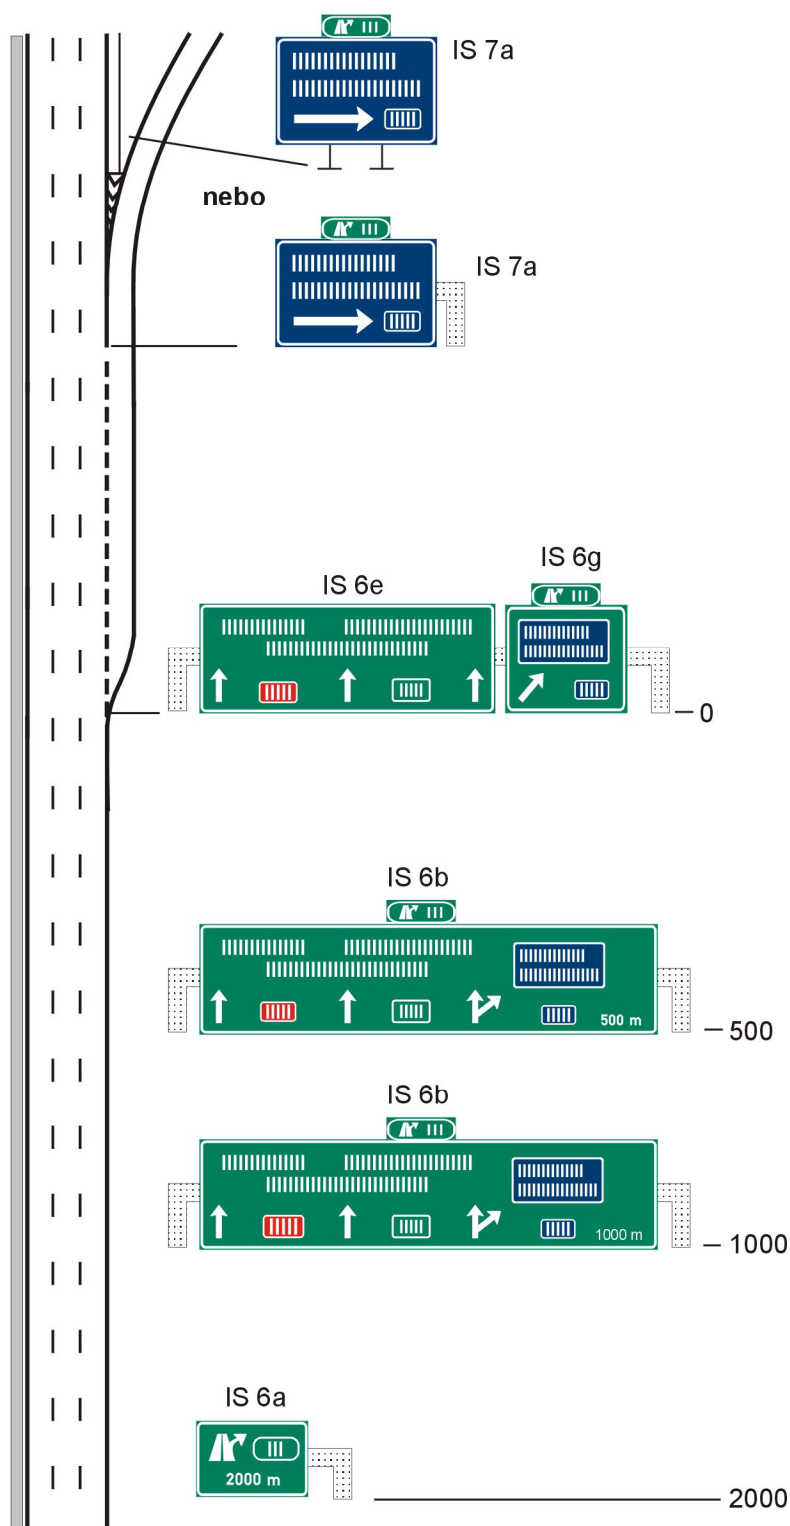 IS 7a
nebo
IS 7a
IS 6g
IS 6e
0
IS 6b
500 m
500
IS 6b
1000 m
1000
IS 6a
2000 m
2000